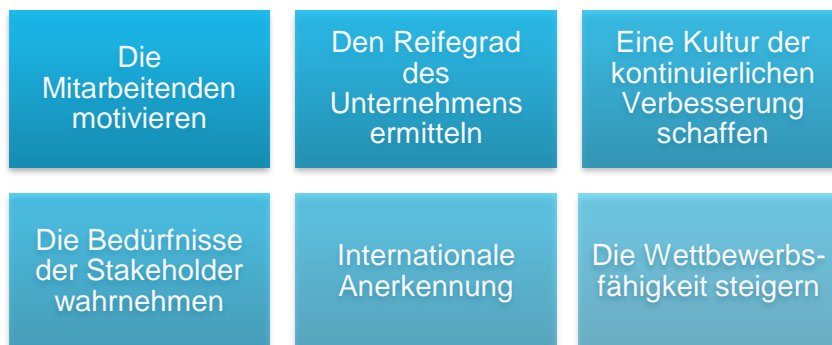 Die
Mitarbeitenden
motivieren
Den Reifegrad
des
Unternehmens
ermitteln
Eine Kultur der
kontinuierlichen
Verbesserung
schaffen
Die Bedürfnisse
der Stakeholder
wahrnehmen
Internationale
Anerkennung
Die Wettbewerbs-
fähigkeit steigern